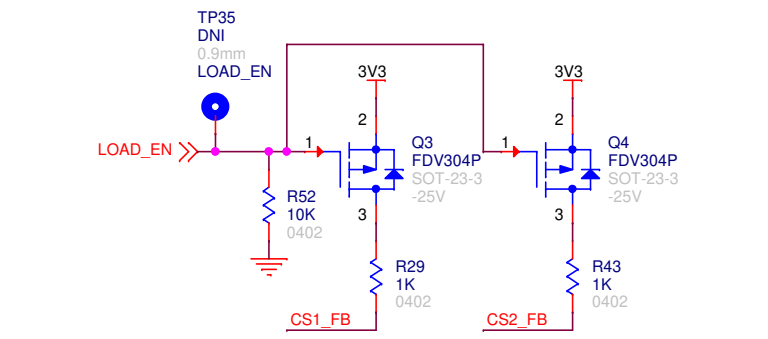 TP35
DNI
0.9mm
LOAD_EN
LOAD_EN
R52
10K
0402
3V3
2
1
Q3
FDV304P
SOT-23-3
-25V
3
R29
1K
0402
CS1_FB
3V3
2
1
Q4
FDV304P
SOT-23-3
-25V
3
R43
1K
0402
CS2_FB